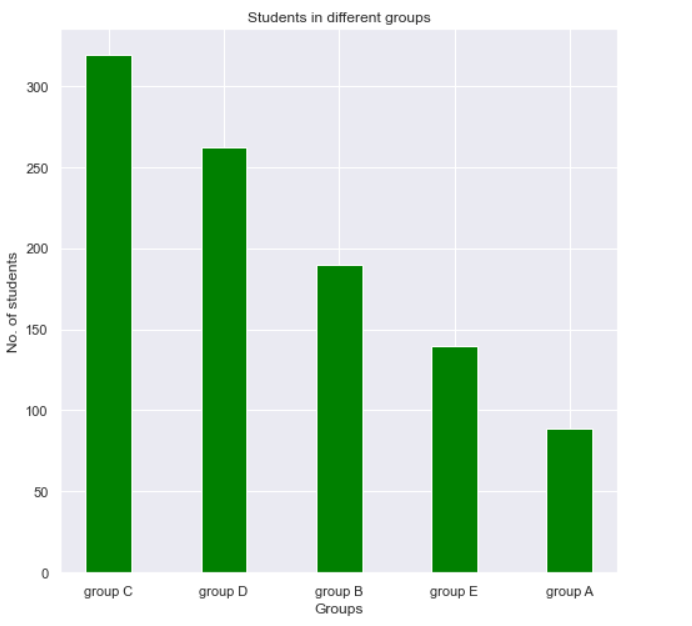 Students in different groups
300
250
200
150
100
50
0
No. of students
group C group D group B group E group A
Groups